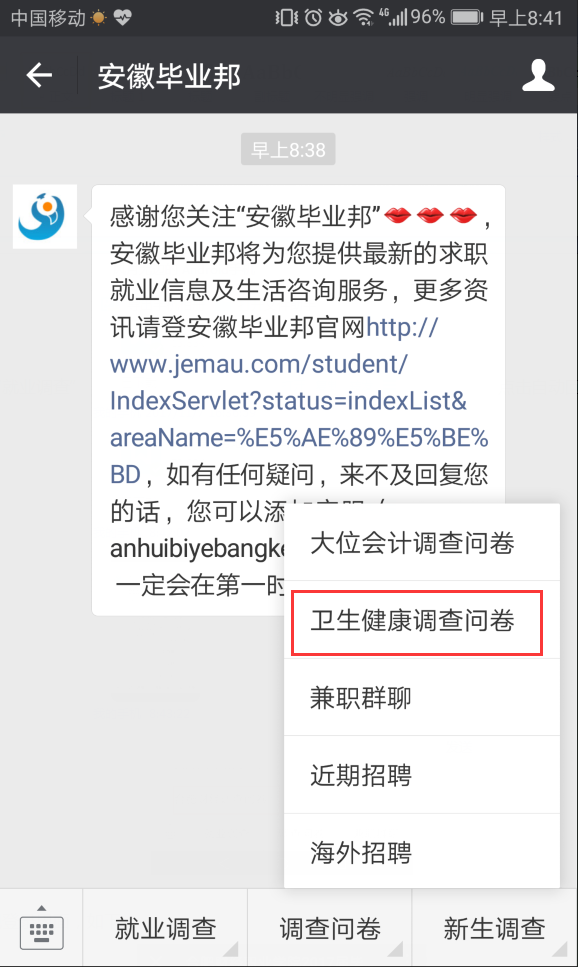 中国移动 4G 96% 早上8:41
安徽毕业邦
早上8:38
感谢您关注“安徽毕业邦”，
安徽毕业邦将为您提供最新的求职
就业信息及生活咨询服务，更多资
讯请登安徽毕业邦官网http://
www.jemau.com/student/
IndexServlet?status=indexList&
areaName=%E5%AE%89%E5%BE%
BD，如有任何疑问，来不及回复您
的话，您可以添加
anhuibiyebangke
一定会在第一时
大位会计调查问卷
卫生健康调查问卷
兼职群聊
近期招聘
海外招聘
就业调查
调查问卷
新生调查